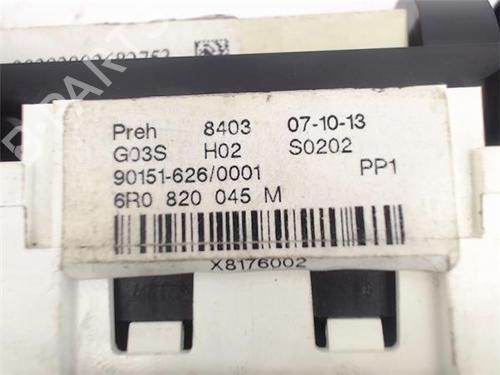 Preh 8403 07-10-13
G03S H02 S0202
90151-626/0001 PP1
6R0 820 045 M
X8176002